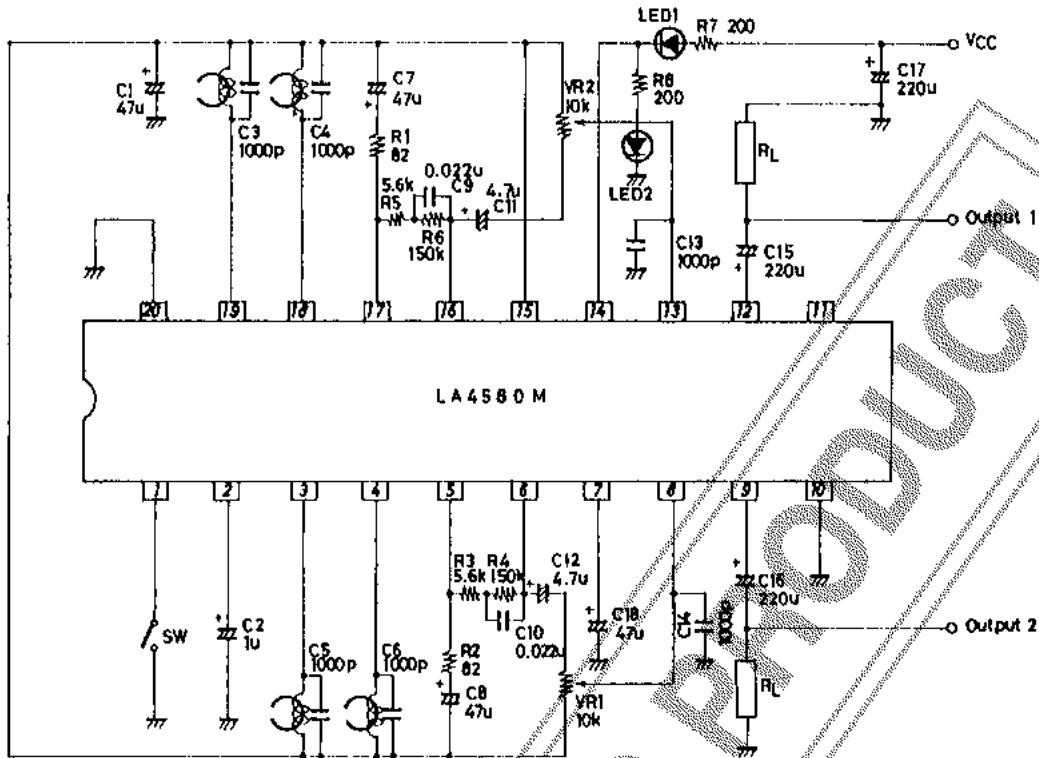 LED1
R7 200
VCC
C1
47u
C3
1000p
C4
1000p
C7
47u
R1
82
VR2
10k
R8
200
LED2
C17
220u
RL
0.022u
C9
5.6k
R5
R6
150k
4.7u
C11
C13
1000p
C15
220u
Output 1
20
19
18
17
16
15
14
13
12
11
LA4580M
1
2
3
4
5
6
7
8
9
10
SW
C2
1u
C5
1000p
C6
1000p
R3
5.6k
R4
150k
C12
4.7u
C10
0.022u
R2
82
C8
47u
C18
47u
VR1
10k
C14
1000p
C16
220u
Output 2
RL
PRODUCT